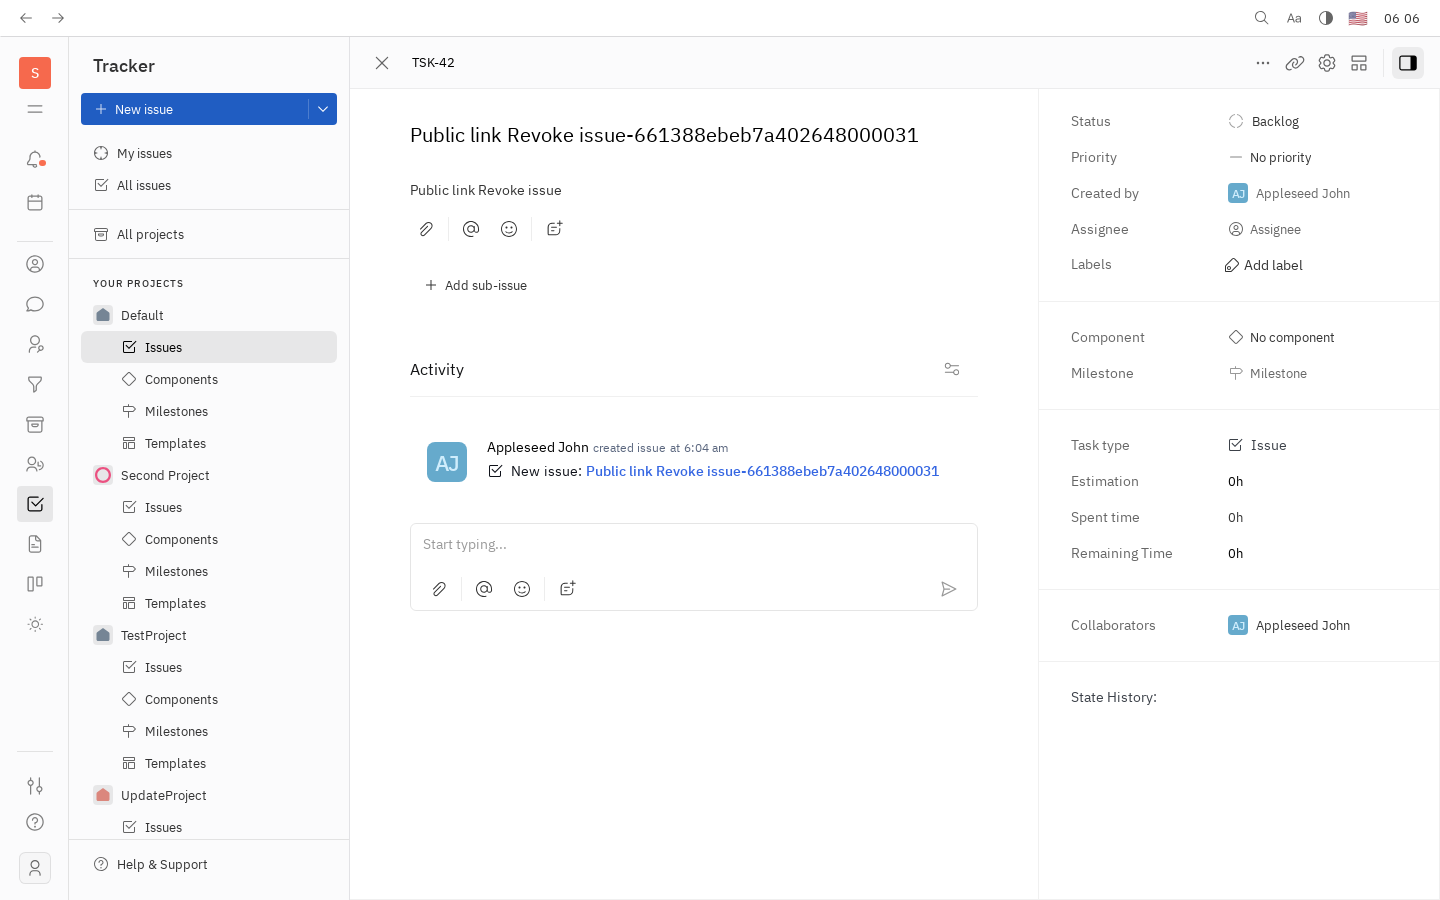 Aa
06 06
S
Tracker
New issue
My issues
All issues
All projects
YOUR PROJECTS
Default
Issues
Components
Milestones
Templates
Second Project
Issues
Components
Milestones
Templates
TestProject
Issues
Components
Milestones
Templates
UpdateProject
Issues
Help & Support
TSK-42
Public link Revoke issue-661388ebeb7a402648000031
Public link Revoke issue
Add sub-issue
Activity
AJ
Appleseed John created issue at 6:04 am
New issue: Public link Revoke issue-661388ebeb7a402648000031
Start typing...
Status Backlog
Priority No priority
Created by AJ Appleseed John
Assignee Assignee
Labels Add label
Component No component
Milestone Milestone
Task type Issue
Estimation 0h
Spent time 0h
Remaining Time 0h
Collaborators AJ Appleseed John
State History: